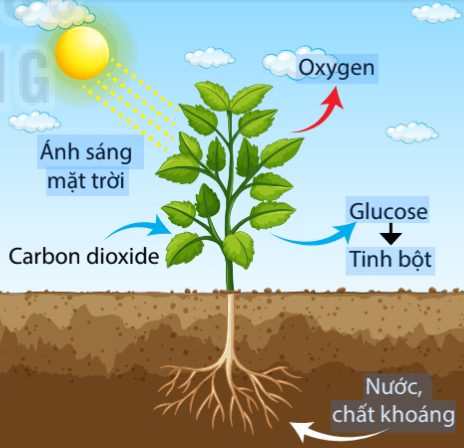 Oxygen
Ánh sáng
mặt trời
Glucose
Carbon dioxide
Tinh bột
Nước,
chất khoáng